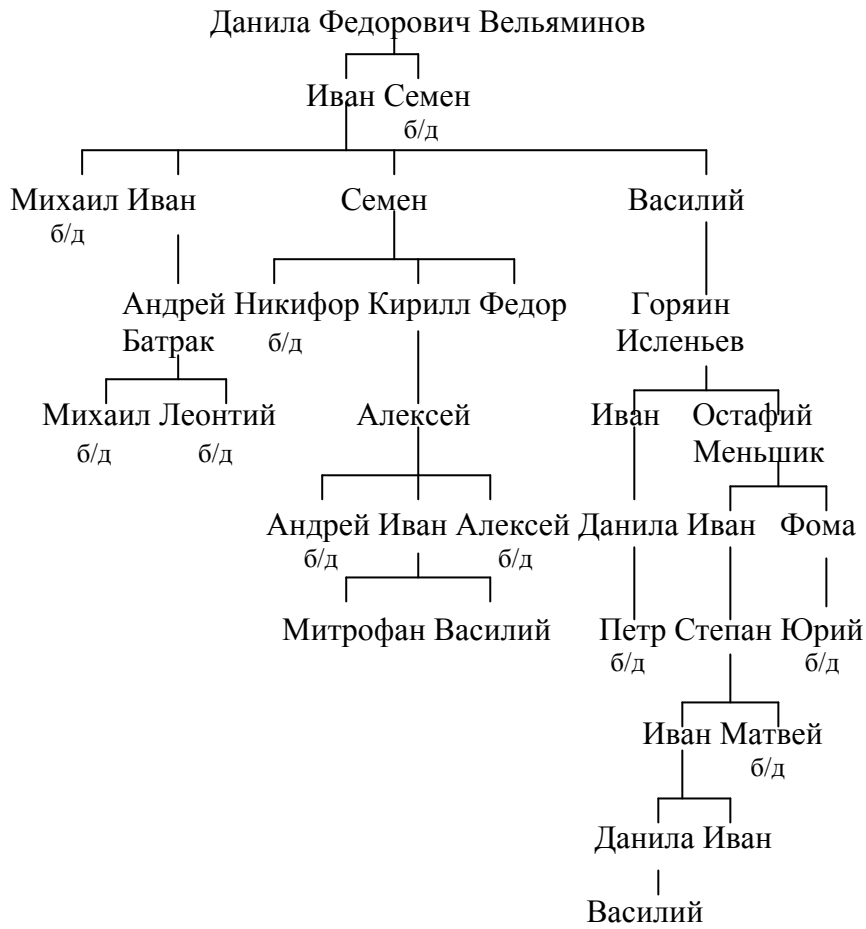 Данила Федорович Вельяминов
Иван Семен
б/д
Михаил Иван Семен Василий
б/д
Андрей Никифор Кирилл Федор Горяин
Батрак б/д Исленьев
Михаил Леонтий Алексей Иван Остафий
б/д б/д Меньшик
Андрей Иван Алексей Данила Иван Фома
б/д б/д
Митрофан Василий Петр Степан Юрий
б/д б/д
Иван Матвей
б/д
Данила Иван
Василий